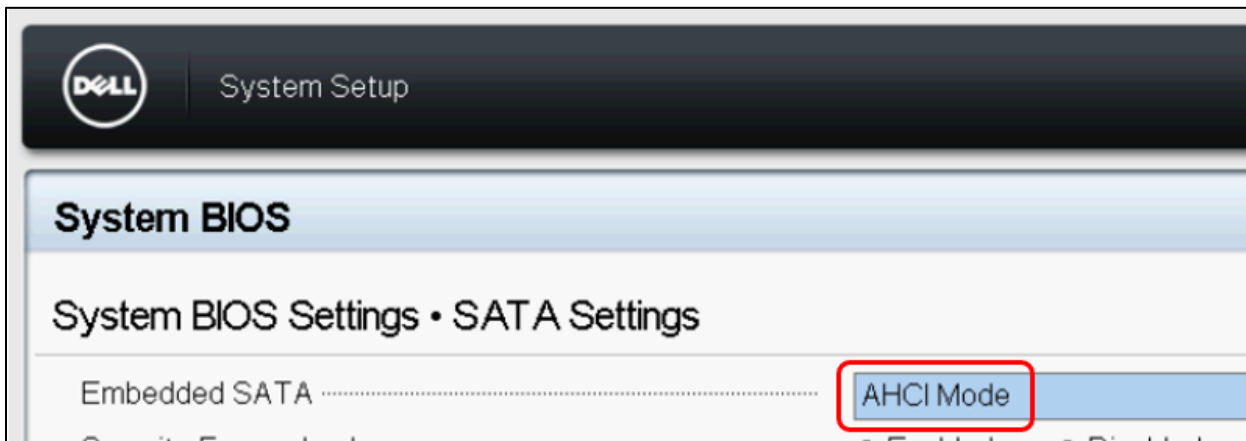 DELL
System Setup
System BIOS
System BIOS Settings • SATA Settings
Embedded SATA AHCI Mode